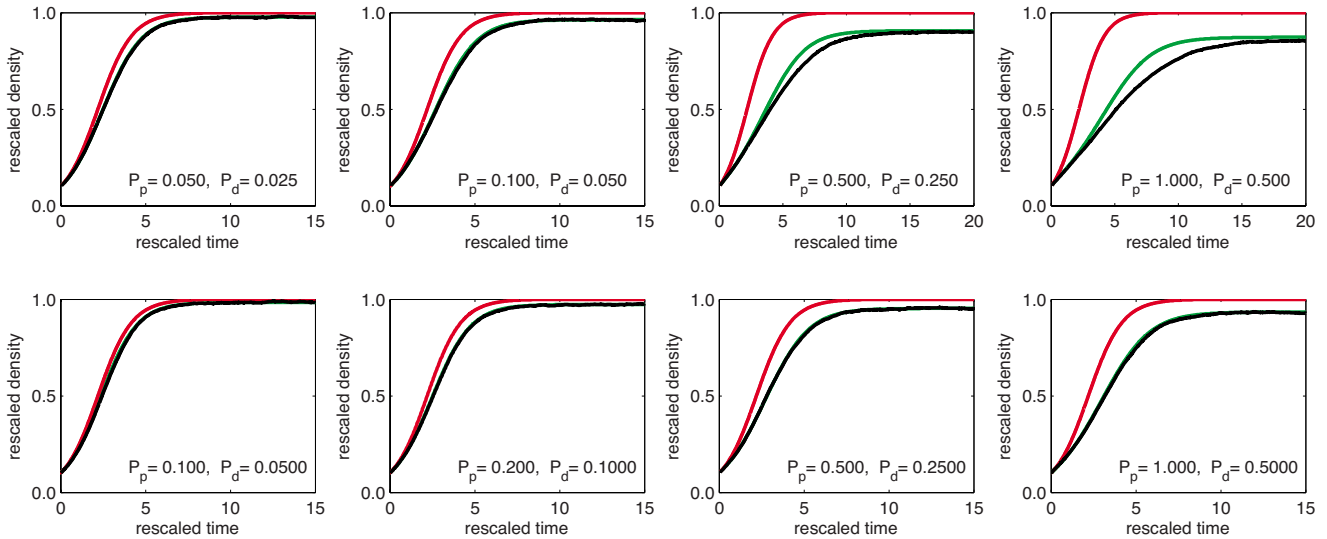 1.0 1.0 1.0 1.0
rescaled density rescaled density rescaled density rescaled density
0.5 0.5 0.5 0.5
P_p= 0.050, P_d= 0.025 P_p= 0.100, P_d= 0.050 P_p= 0.500, P_d= 0.250 P_p= 1.000, P_d= 0.500
0.0 0.0 0.0 0.0
0 5 10 15 0 5 10 15 0 5 10 15 20 0 5 10 15 20
rescaled time rescaled time rescaled time rescaled time
1.0 1.0 1.0 1.0
rescaled density rescaled density rescaled density rescaled density
0.5 0.5 0.5 0.5
P_p= 0.100, P_d= 0.0500 P_p= 0.200, P_d= 0.1000 P_p= 0.500, P_d= 0.2500 P_p= 1.000, P_d= 0.5000
0.0 0.0 0.0 0.0
0 5 10 15 0 5 10 15 0 5 10 15 0 5 10 15
rescaled time rescaled time rescaled time rescaled time